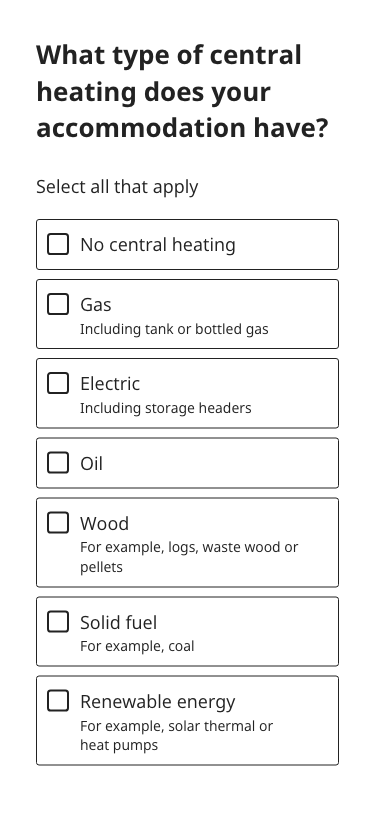 What type of central
heating does your
accommodation have?
Select all that apply
No central heating
Gas
Including tank or bottled gas
Electric
Including storage headers
Oil
Wood
For example, logs, waste wood or
pellets
Solid fuel
For example, coal
Renewable energy
For example, solar thermal or
heat pumps